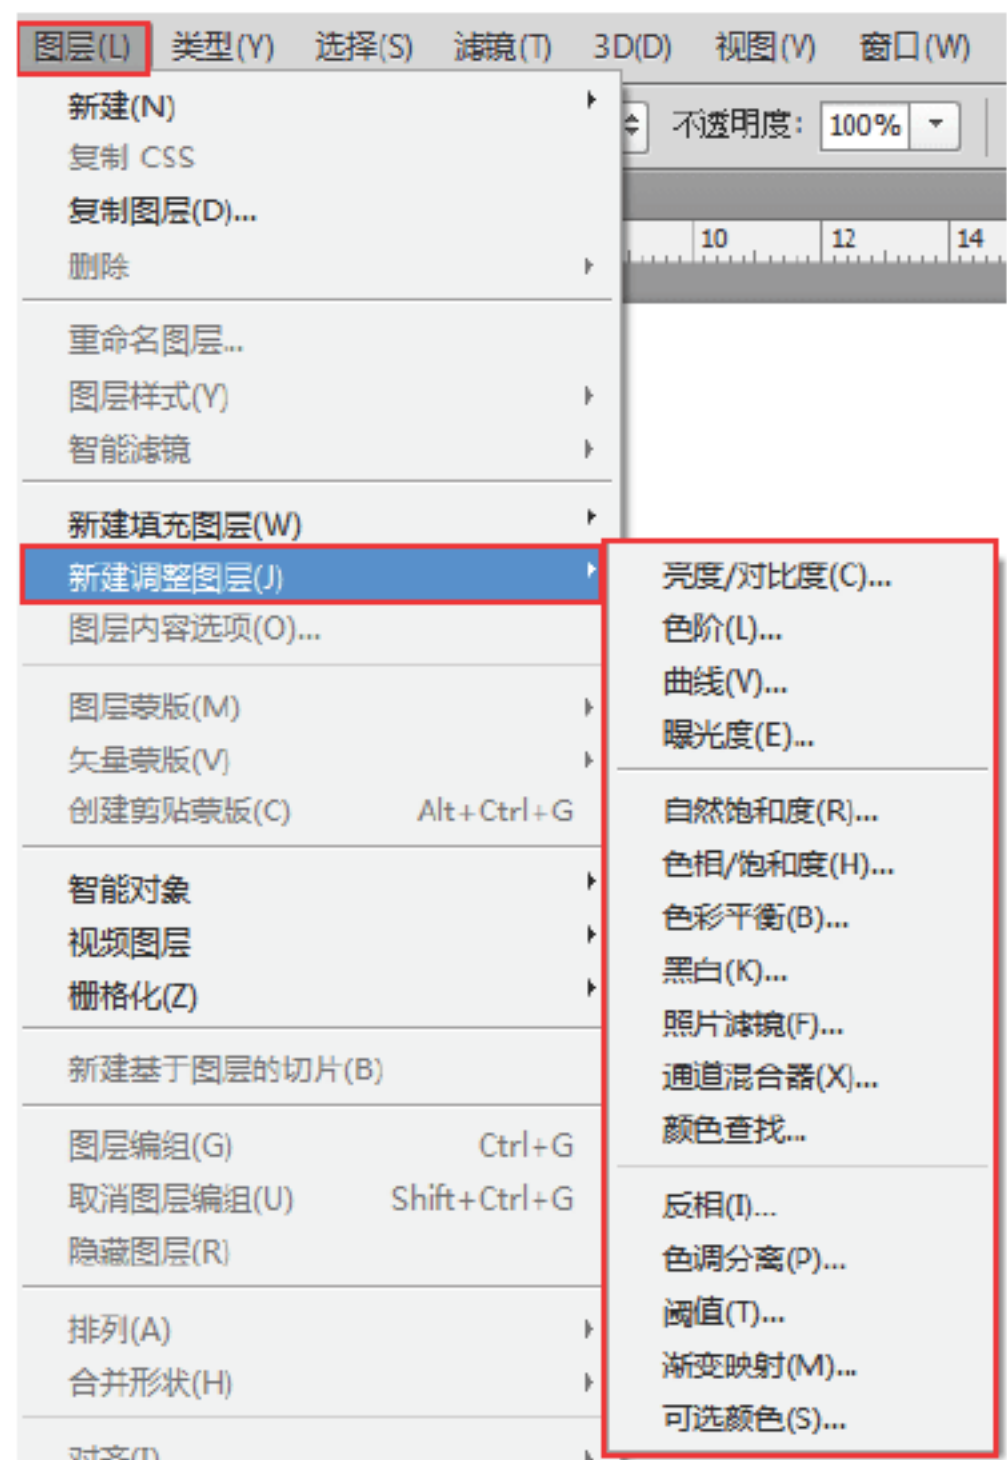 图层(L) 类型(Y) 选择(S) 滤镜(T) 3D(D) 视图(V) 窗口(W)
不透明度: 100%
10 12 14
新建(N)
复制 CSS
复制图层(D)...
删除
重命名图层...
图层样式(Y)
智能滤镜
新建填充图层(W)
新建调整图层(J)
图层内容选项(O)...
图层蒙版(M)
矢量蒙版(V)
创建剪贴蒙版(C) Alt+Ctrl+G
智能对象
视频图层
栅格化(Z)
新建基于图层的切片(B)
图层编组(G) Ctrl+G
取消图层编组(U) Shift+Ctrl+G
隐藏图层(R)
排列(A)
合并形状(H)
对齐(I)
亮度/对比度(C)...
色阶(L)...
曲线(V)...
曝光度(E)...
自然饱和度(R)...
色相/饱和度(H)...
色彩平衡(B)...
黑白(K)...
照片滤镜(F)...
通道混合器(X)...
颜色查找...
反相(I)...
色调分离(P)...
阈值(T)...
渐变映射(M)...
可选颜色(S)...